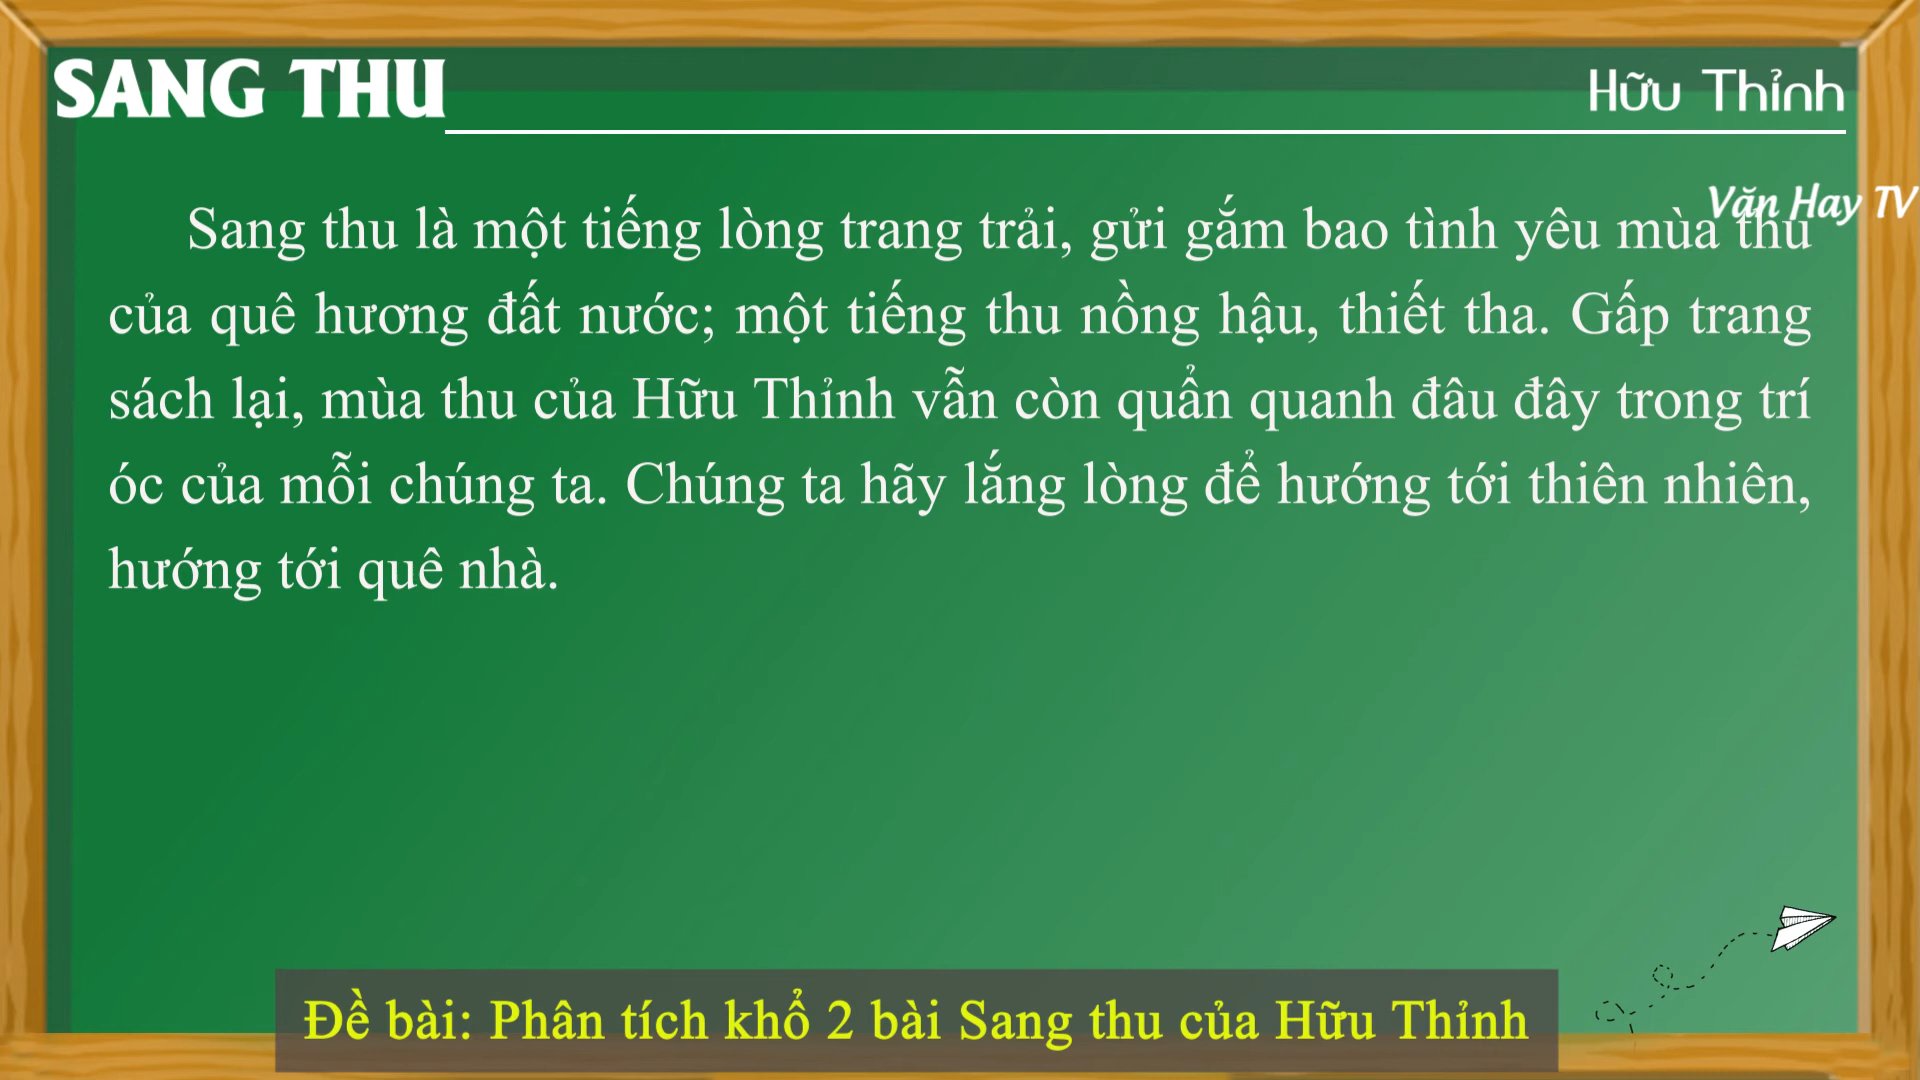 SANG THU
Hữu Thỉnh
Văn Hay TV
Sang thu là một tiếng lòng trang trải, gửi gắm bao tình yêu mùa thu
của quê hương đất nước; một tiếng thu nồng hậu, thiết tha. Gấp trang
sách lại, mùa thu của Hữu Thỉnh vẫn còn quẩn quanh đâu đây trong trí
óc của mỗi chúng ta. Chúng ta hãy lắng lòng để hướng tới thiên nhiên,
hướng tới quê nhà.
Đề bài: Phân tích khổ 2 bài Sang thu của Hữu Thỉnh